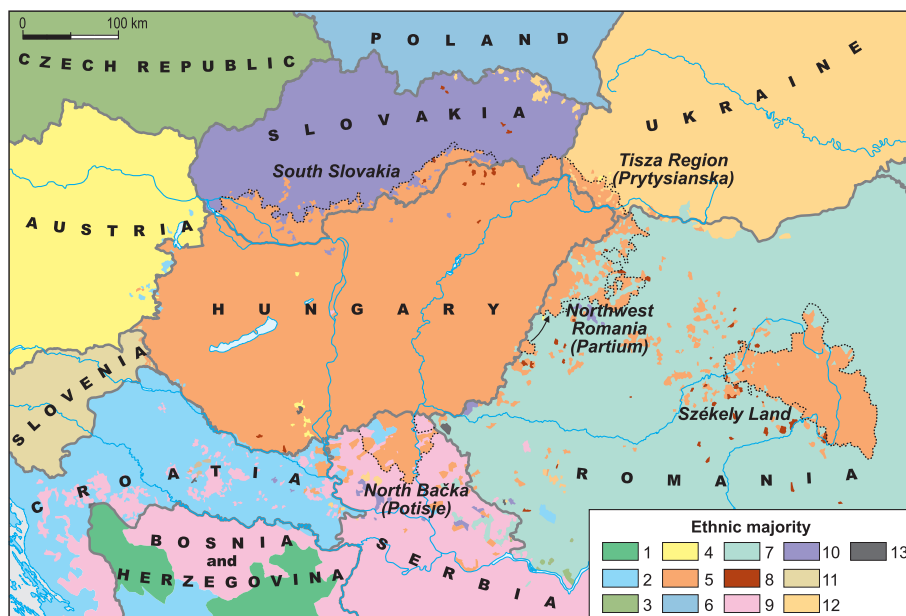 0 100 km
POLAND
CZECH REPUBLIC
UKRAINE
SLOVAKIA
South Slovakia
Tisza Region
(Prytysianska)
AUSTRIA
HUNGARY
Northwest
Romania
(Partium)
SLOVENIA
Székely Land
CROATIA
ROMANIA
North Bačka
(Potisje)
BOSNIA
and
HERZEGOVINA
SERBIA
Ethnic majority
1 4 7 10 13
2 5 8 11
3 6 9 12